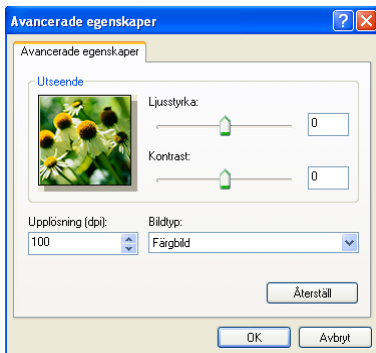 Avancerade egenskaper
Avancerade egenskaper
Utseende
Ljusstyrka:
0
Kontrast:
0
Upplösning (dpi): Bildtyp:
100 Färgbild
Återställ
OK Avbryt